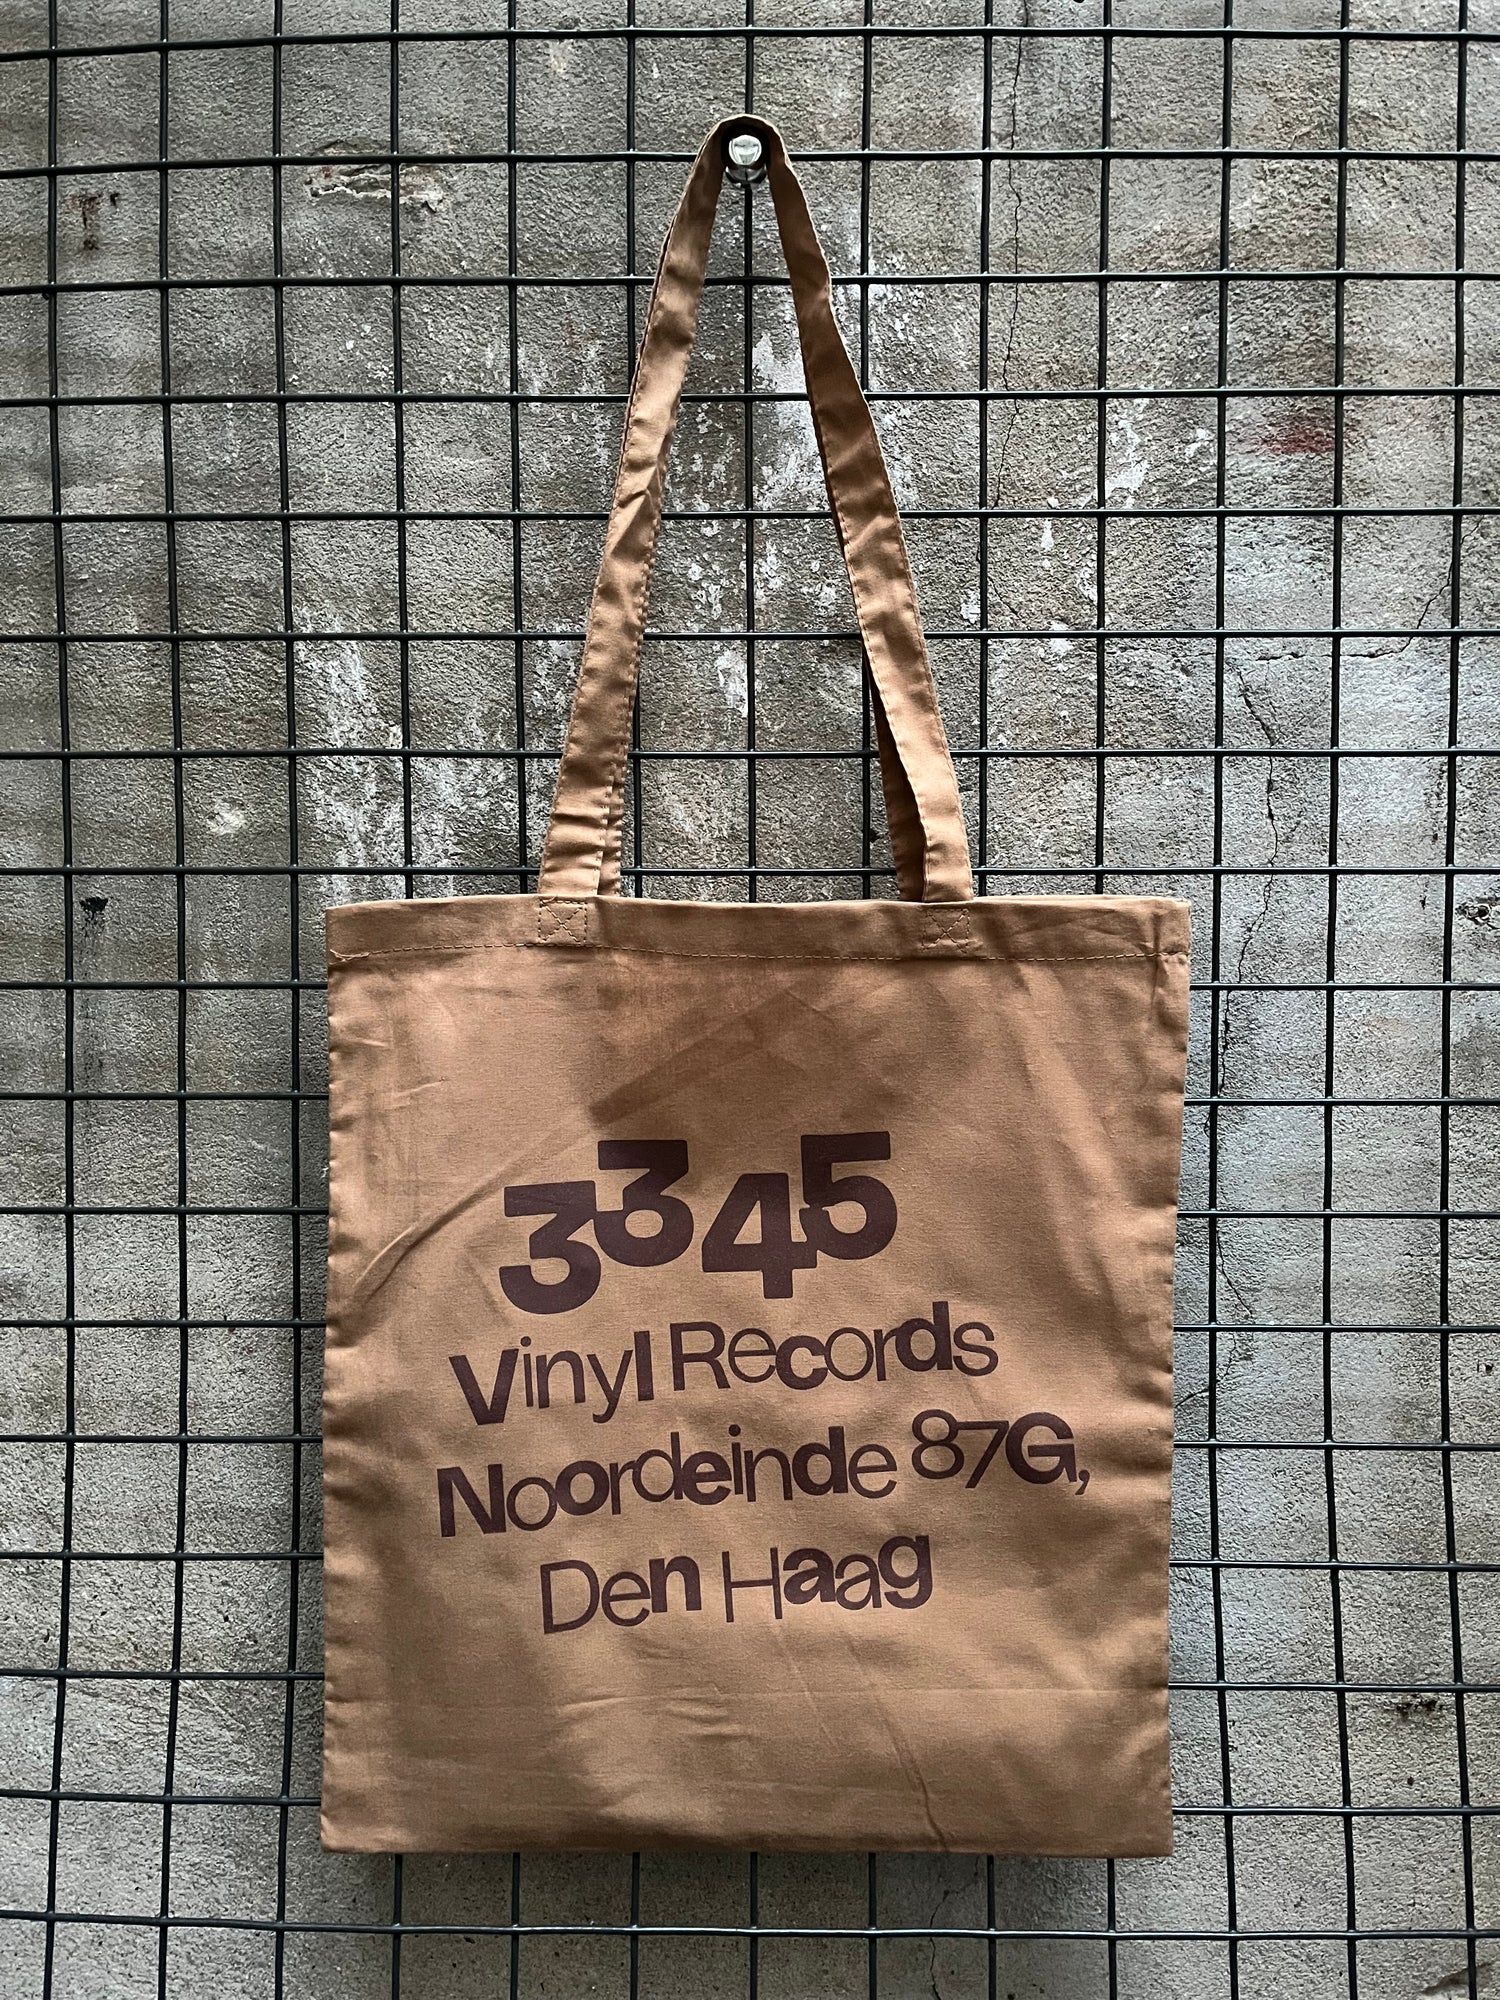 3345
Vinyl Records
Noordeinde 87G,
Den Haag